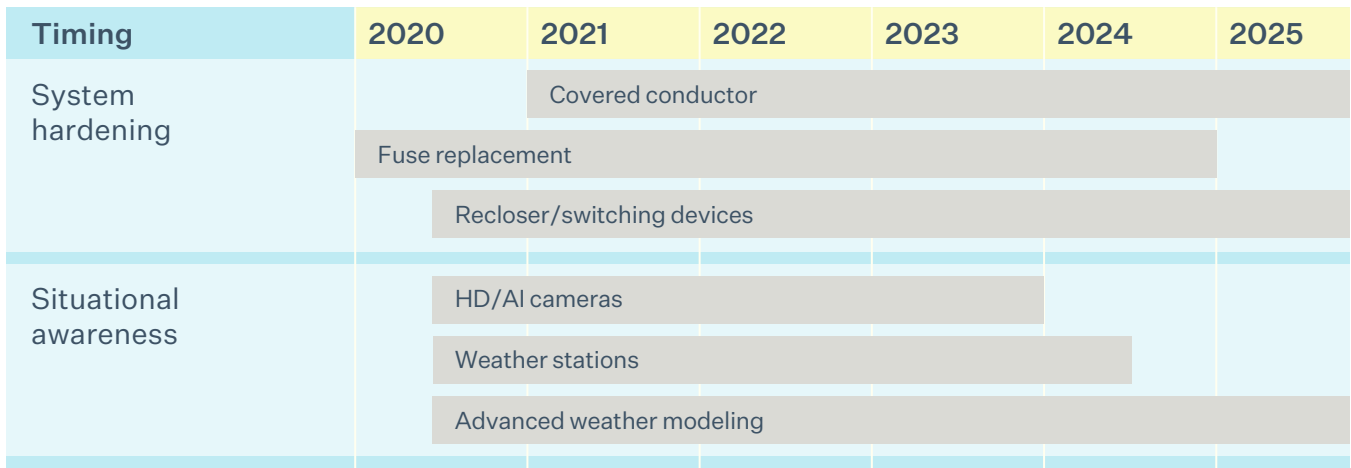 Timing 2020 2021 2022 2023 2024 2025
System
hardening
Covered conductor
Fuse replacement
Recloser/switching devices
Situational
awareness
HD/AI cameras
Weather stations
Advanced weather modeling